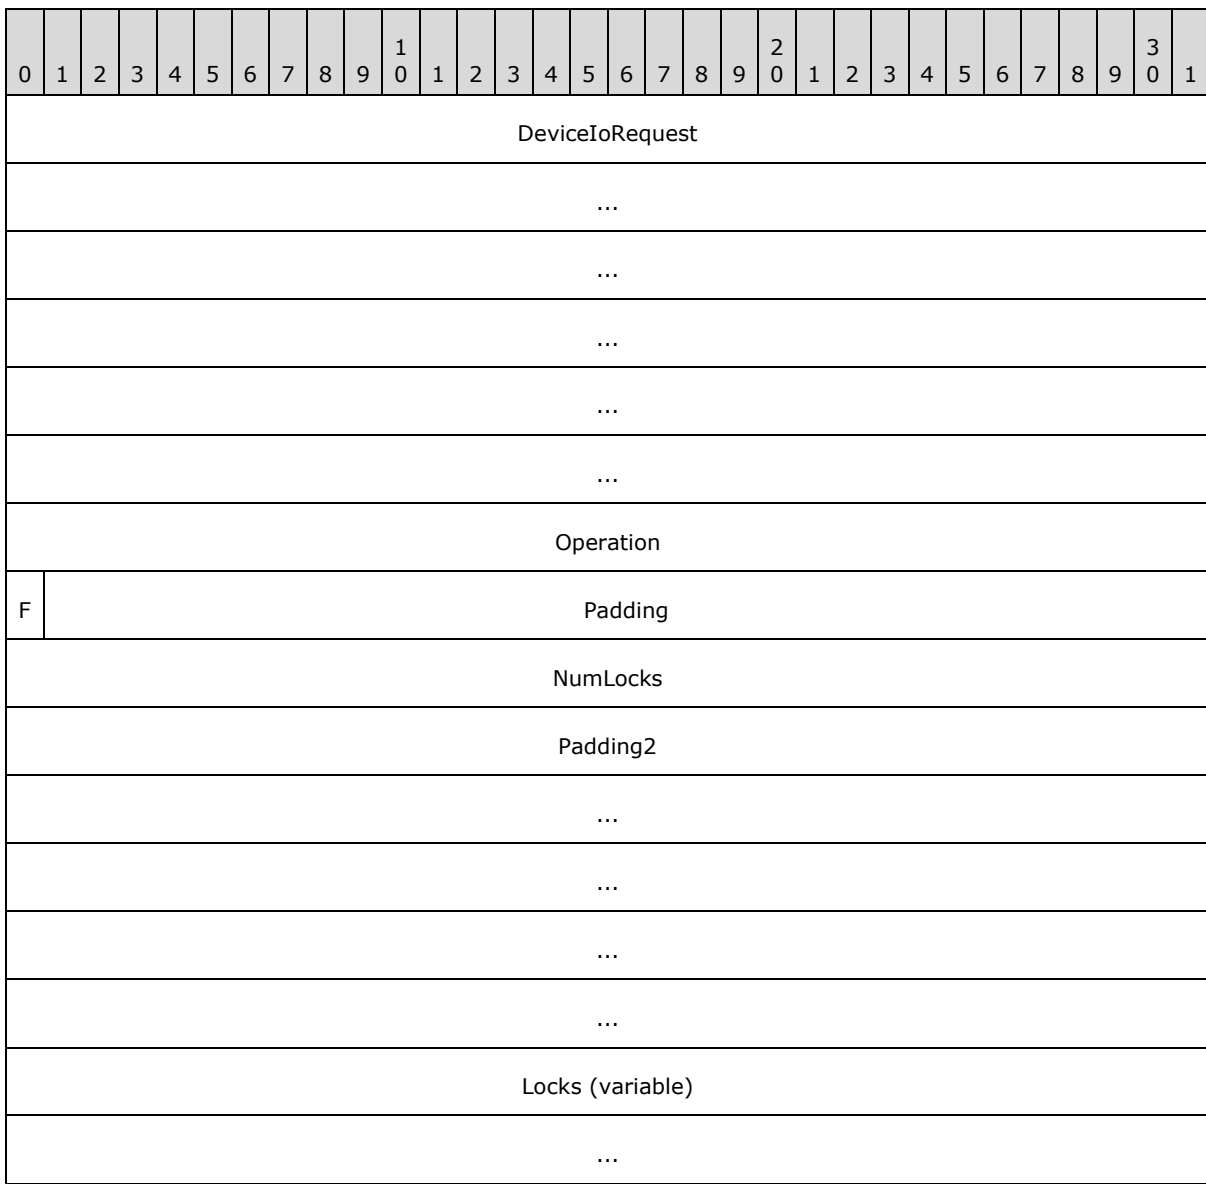 1 2 3
0 1 2 3 4 5 6 7 8 9 0 1 2 3 4 5 6 7 8 9 0 1 2 3 4 5 6 7 8 9 0 1
DeviceIoRequest
...
...
...
...
...
Operation
F Padding
NumLocks
Padding2
...
...
...
...
Locks (variable)
...